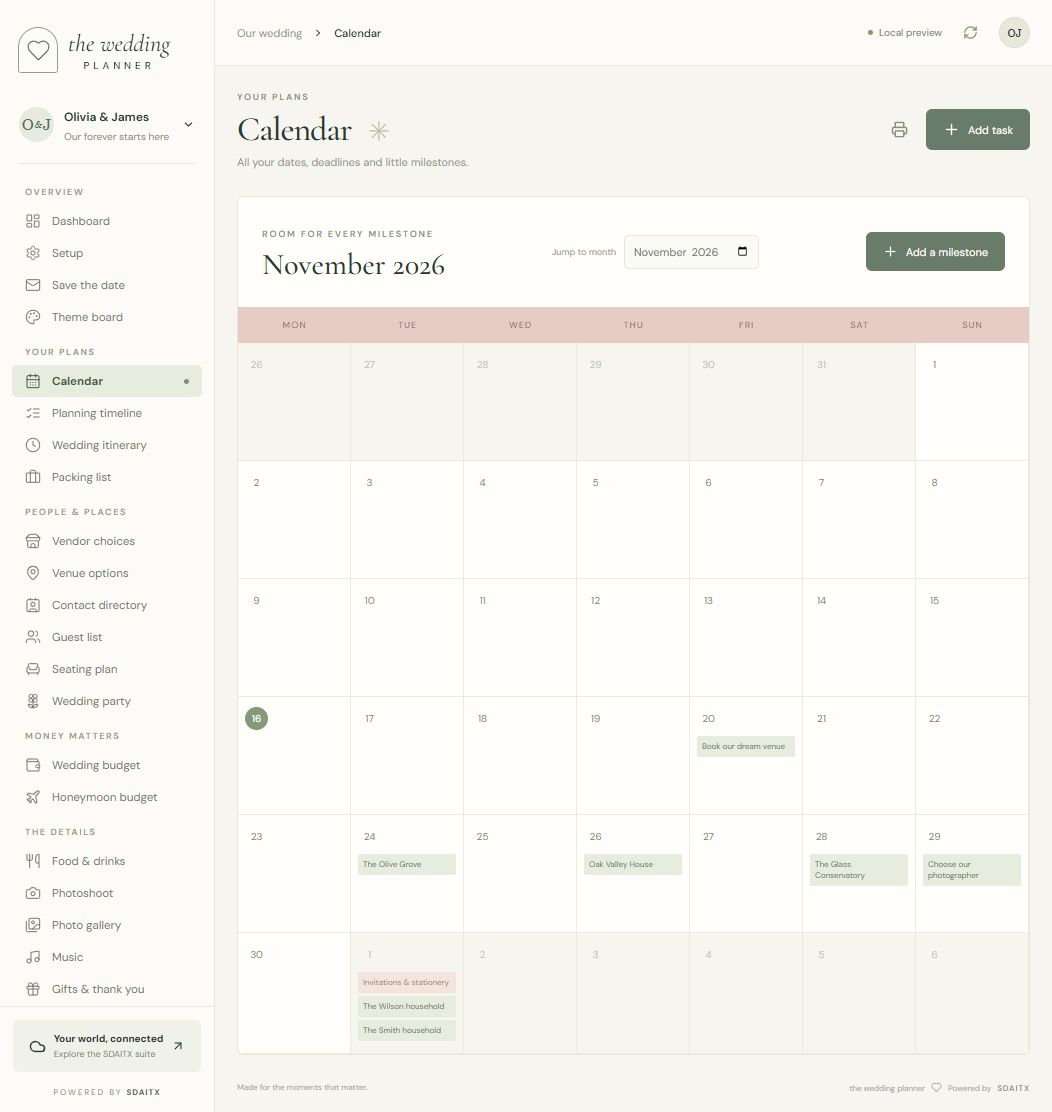 the wedding
PLANNER
O&J
Olivia & James
Our forever starts here
OVERVIEW
Dashboard
Setup
Save the date
Theme board
YOUR PLANS
Calendar
Planning timeline
Wedding itinerary
Packing list
PEOPLE & PLACES
Vendor choices
Venue options
Contact directory
Guest list
Seating plan
Wedding party
MONEY MATTERS
Wedding budget
Honeymoon budget
THE DETAILS
Food & drinks
Photoshoot
Photo gallery
Music
Gifts & thank you
Your world, connected
Explore the SDAITX suite
POWERED BY SDAITX
Our wedding > Calendar
Local preview
OJ
YOUR PLANS
Calendar
All your dates, deadlines and little milestones.
Add task
ROOM FOR EVERY MILESTONE
November 2026
Jump to month
November 2026
Add a milestone
MON TUE WED THU FRI SAT SUN
26 27 28 29 30 31 1
2 3 4 5 6 7 8
9 10 11 12 13 14 15
16 17 18 19 20 21 22
Book our dream venue
23 24 25 26 27 28 29
The Olive Grove
Oak Valley House
The Glass
Conservatory
Choose our
photographer
30 1 2 3 4 5 6
Invitations & stationery
The Wilson household
The Smith household
Made for the moments that matter.
the wedding planner Powered by SDAITX